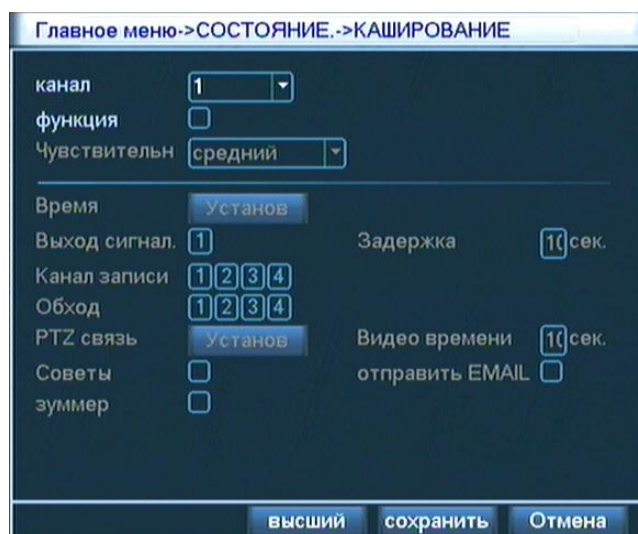 Главное меню->СОСТОЯНИЕ.->КАШИРОВАНИЕ
канал 1
функция
Чувствительн средний
Время Установ
Выход сигнал. 1 Задержка 10 сек.
Канал записи 1 2 3 4
Обход 1 2 3 4
PTZ связь Установ Видео времени 10 сек.
Советы отправить EMAIL
зуммер
высший сохранить Отмена